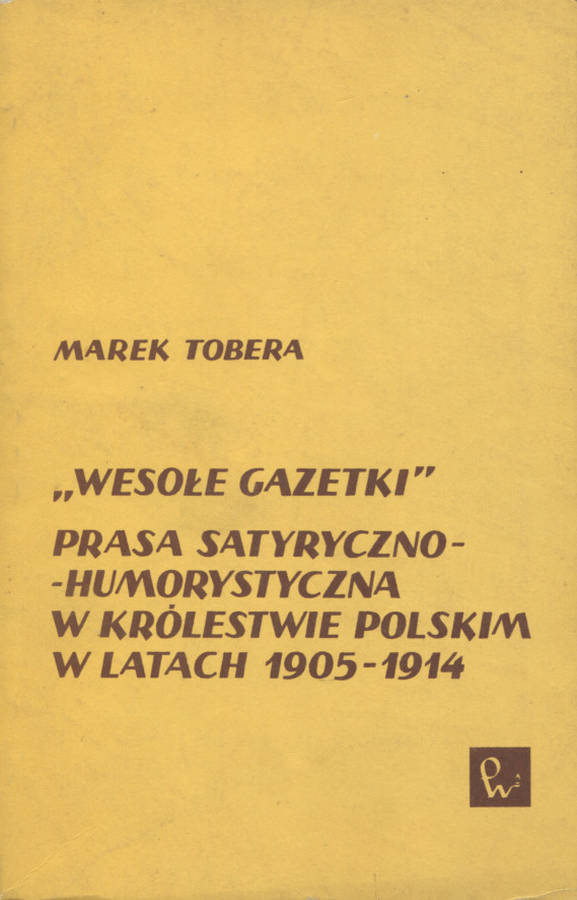 MAREK TOBERA
„WESOŁE GAZETKI”
PRASA SATYRYCZNO-
-HUMORYSTYCZNA
W KRÓLESTWIE POLSKIM
W LATACH 1905-1914